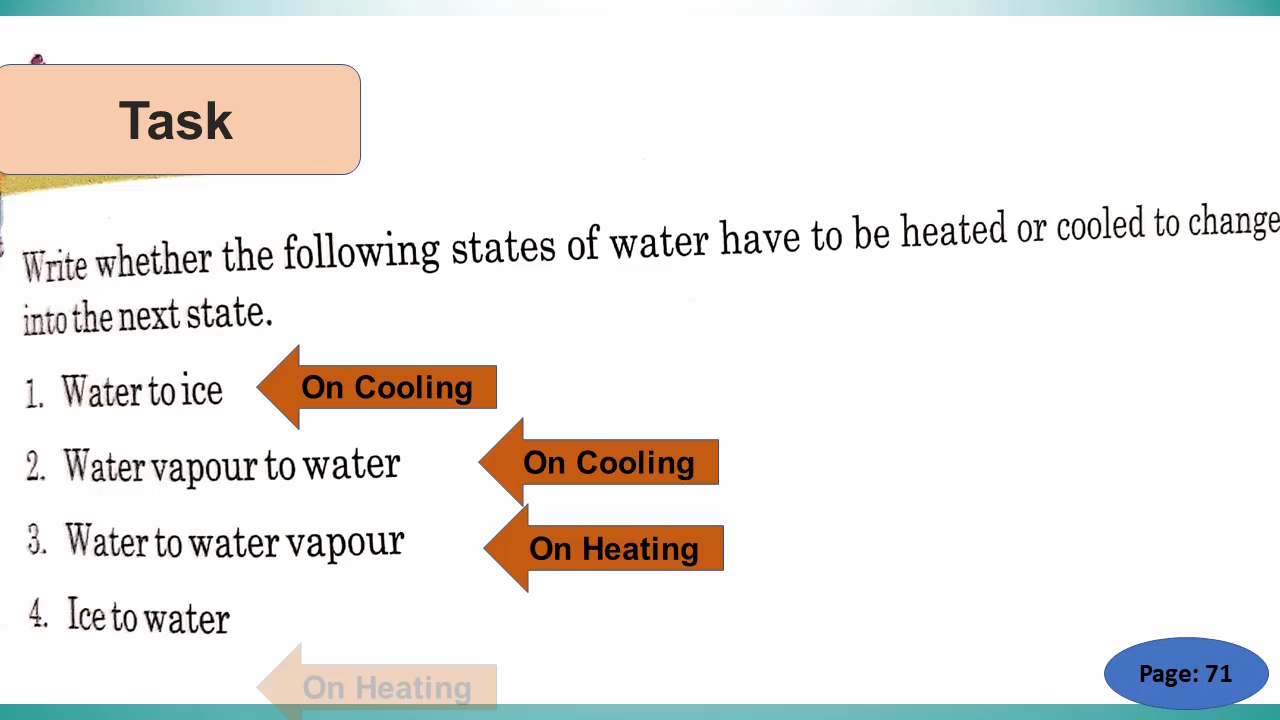 Task
Write whether the following states of water have to be heated or cooled to change
into the next state.
1. Water to ice
On Cooling
2. Water vapour to water
On Cooling
3. Water to water vapour
On Heating
4. Ice to water
On Heating
Page: 71